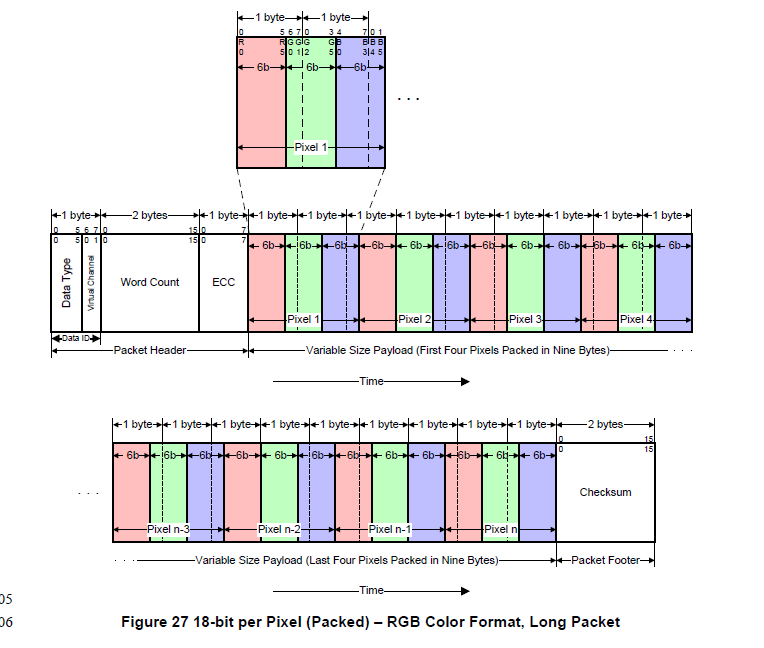 1 byte 1 byte
0 5 6 7 0 3 4 7 0 1
R R G G G G B B B B
0 5 0 1 2 5 0 3 4 5
6b 6b 6b
. . .
Pixel 1
1 byte 2 bytes 1 byte 1 byte 1 byte 1 byte 1 byte 1 byte 1 byte 1 byte 1 byte 1 byte
0 5 6 7 0 15 0 7
0 5 0 1 0 15 0 7
6b 6b 6b 6b 6b 6b 6b 6b 6b 6b 6b 6b
Data Type Virtual Channel Word Count ECC
Pixel 1 Pixel 2 Pixel 3 Pixel 4
Data ID
Packet Header Variable Size Payload (First Four Pixels Packed in Nine Bytes) . . .
Time
1 byte 1 byte 1 byte 1 byte 1 byte 1 byte 1 byte 1 byte 1 byte 2 bytes
0 15
0 15
6b 6b 6b 6b 6b 6b 6b 6b 6b 6b 6b 6b
. . . Checksum
Pixel n-3 Pixel n-2 Pixel n-1 Pixel n
. . . Variable Size Payload (Last Four Pixels Packed in Nine Bytes) Packet Footer
Time
05
06 Figure 27 18-bit per Pixel (Packed) – RGB Color Format, Long Packet